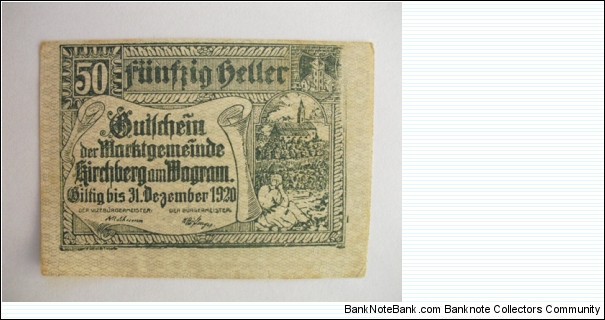 50 Fünfzig Heller
Gutschein
der Marktgemeinde
Kirchberg am Wagram.
Giltig bis 31. Dezember 1920
DER VIZEBÜRGERMEISTER: DER BÜRGERMEISTER:
BankNoteBank.com - Banknote Collectors Community